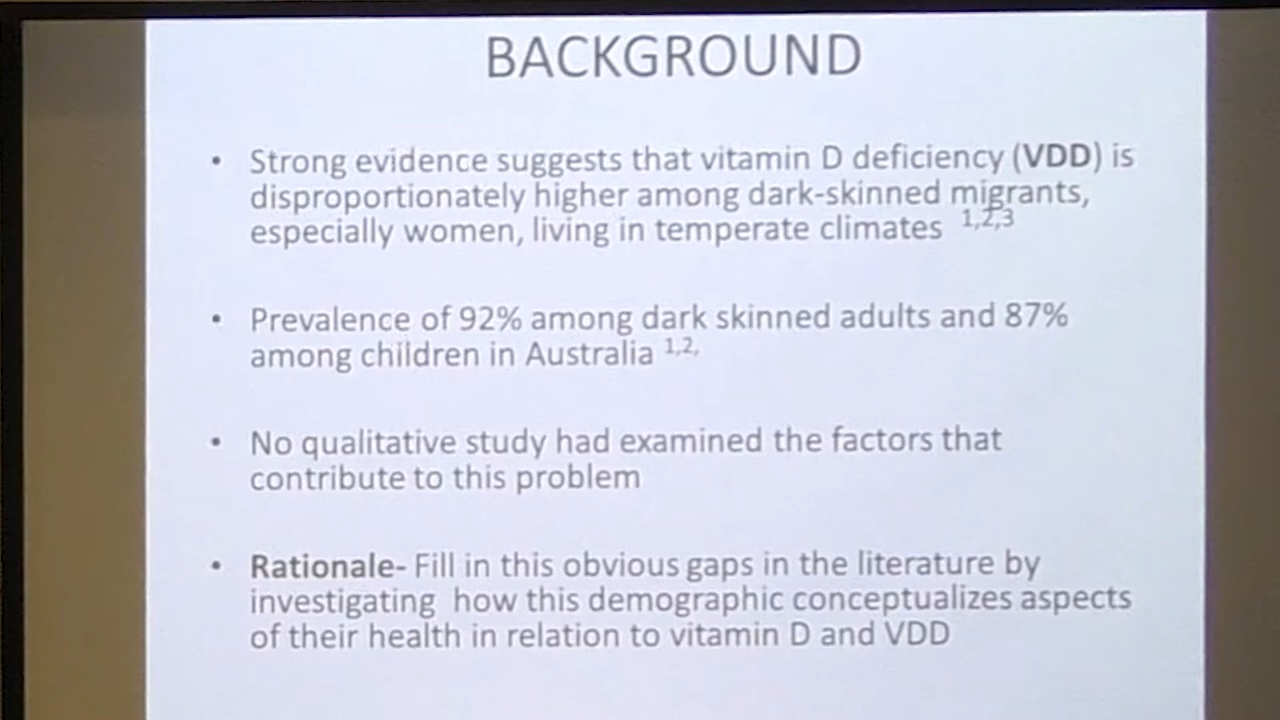 BACKGROUND
• Strong evidence suggests that vitamin D deficiency (VDD) is
disproportionately higher among dark-skinned migrants,
especially women, living in temperate climates 1,2,3
• Prevalence of 92% among dark skinned adults and 87%
among children in Australia 1,2,
• No qualitative study had examined the factors that
contribute to this problem
• Rationale- Fill in this obvious gaps in the literature by
investigating  how this demographic conceptualizes aspects
of their health in relation to vitamin D and VDD